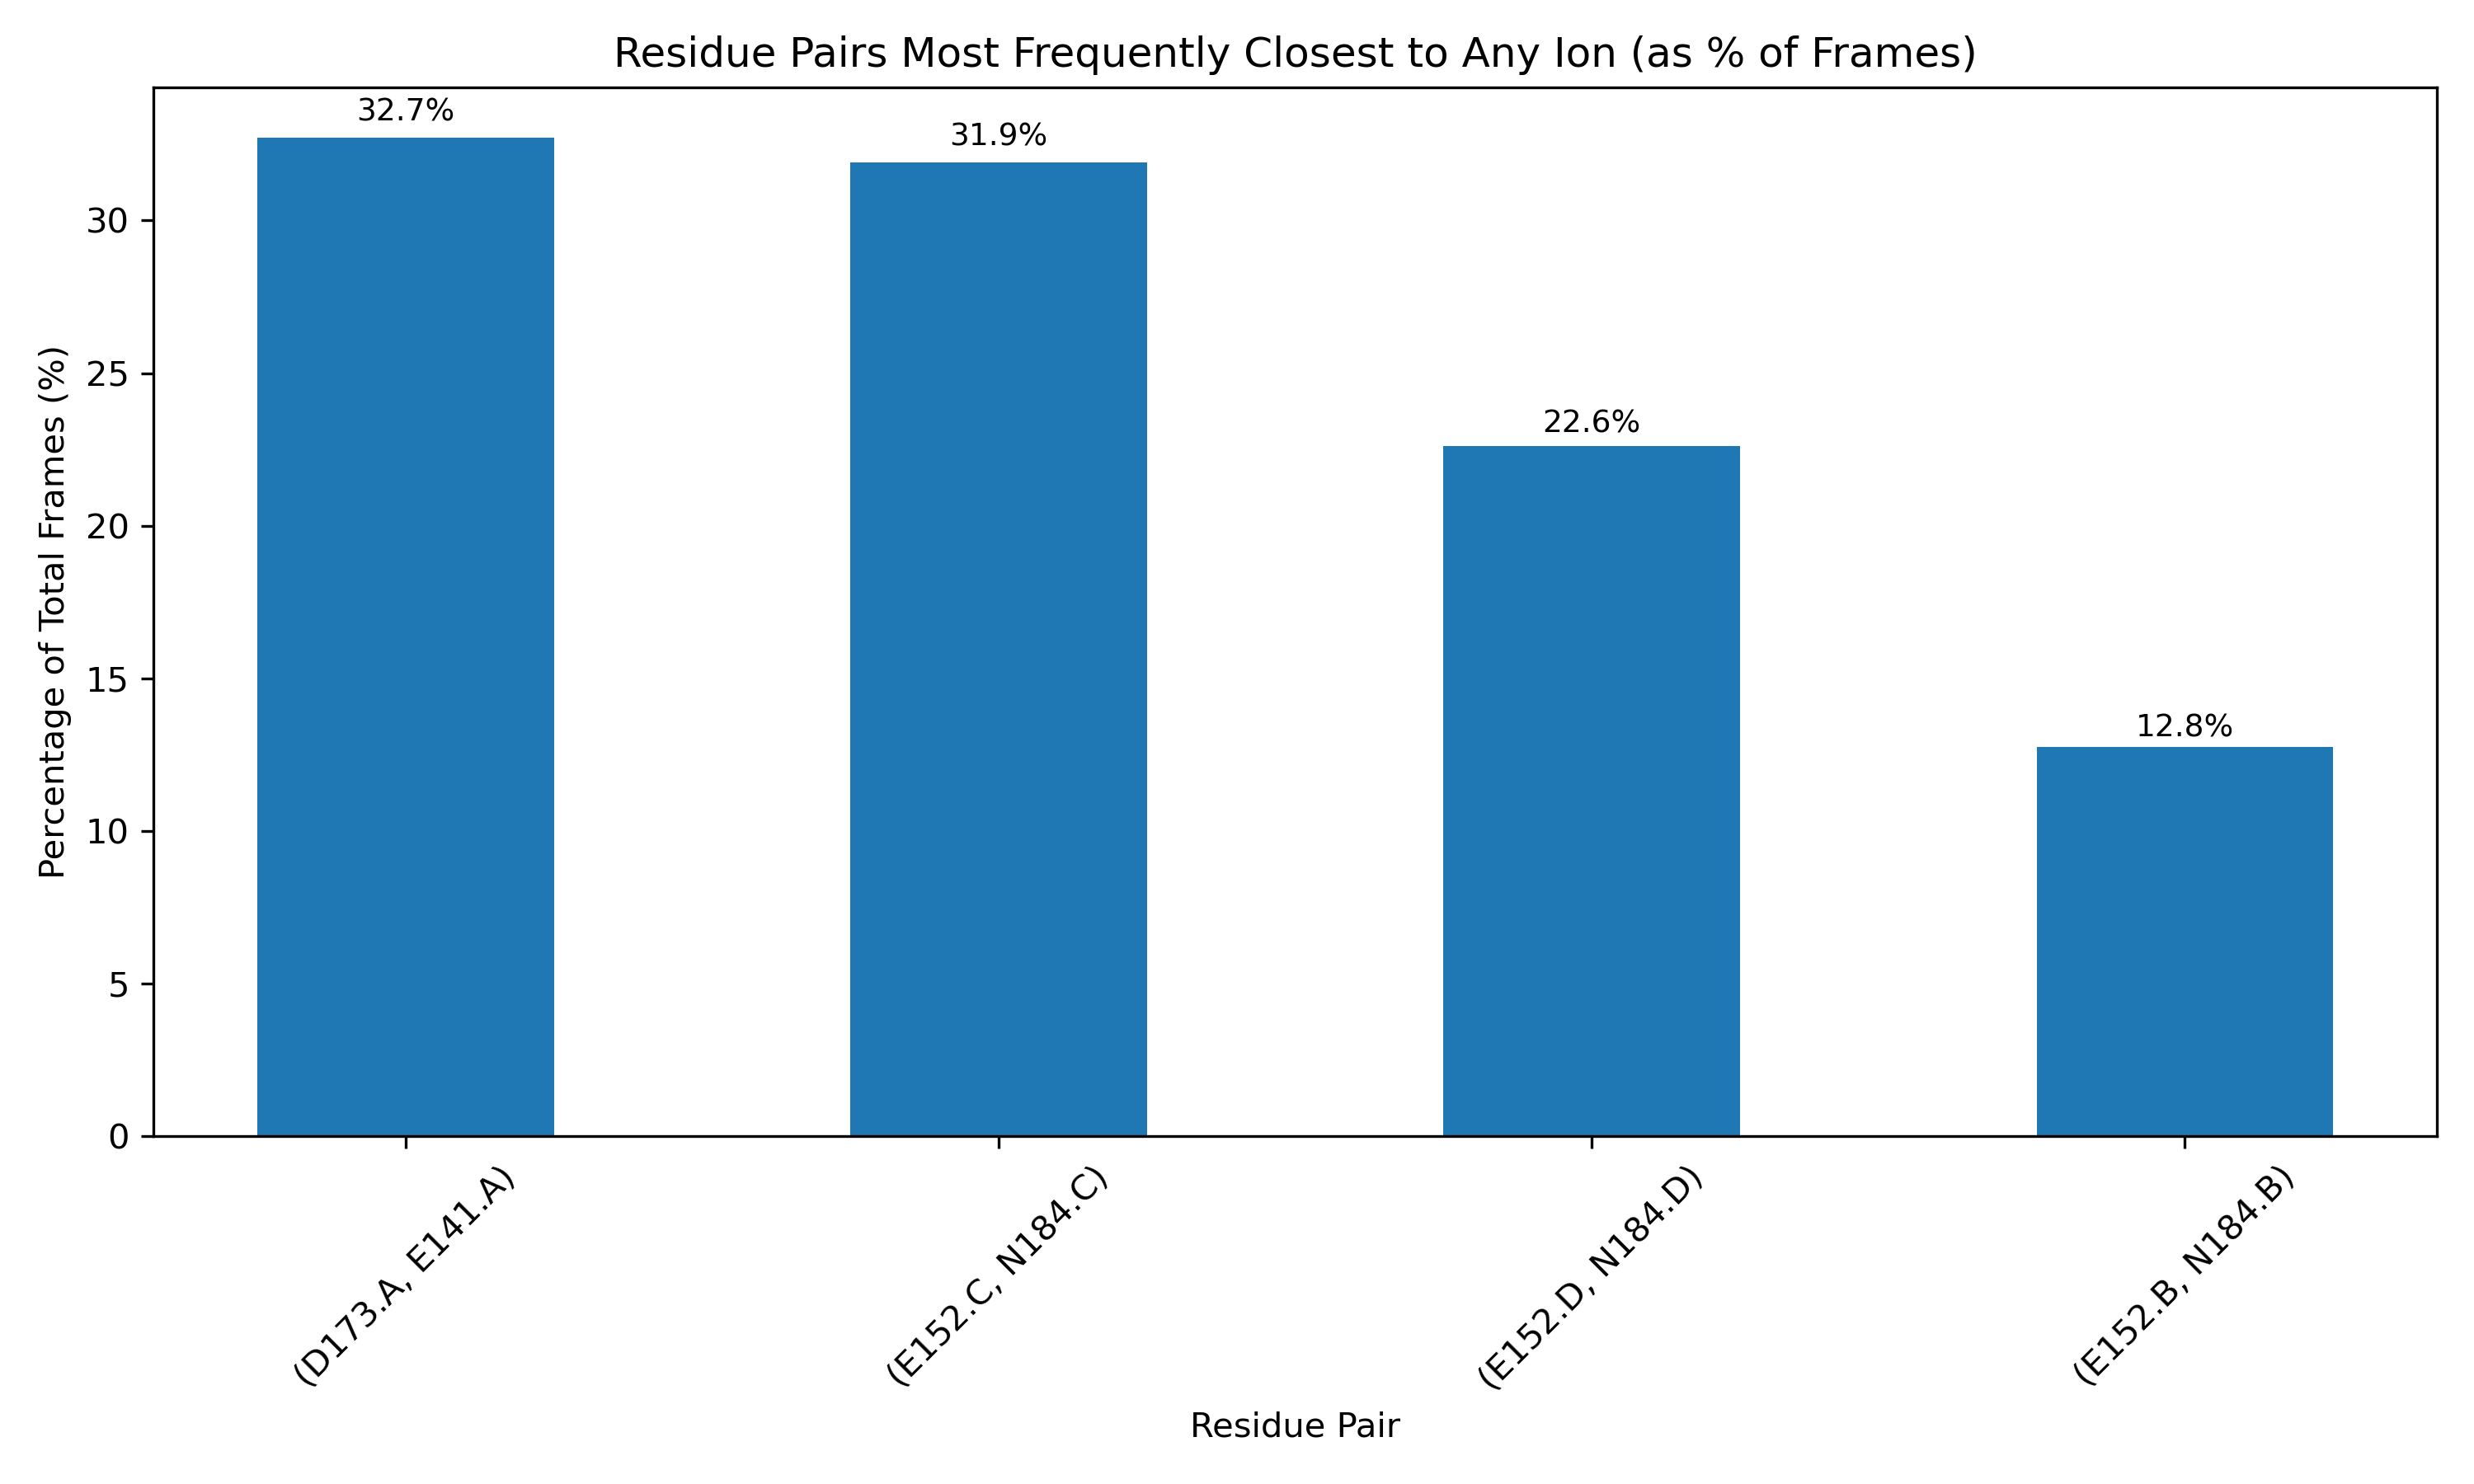 Residue Pairs Most Frequently Closest to Any Ion (as % of Frames)
Percentage of Total Frames (%)
30
25
20
15
10
5
0
32.7%
31.9%
22.6%
12.8%
(D173.A, E141.A)
(E152.C, N184.C)
(E152.D, N184.D)
(E152.B, N184.B)
Residue Pair